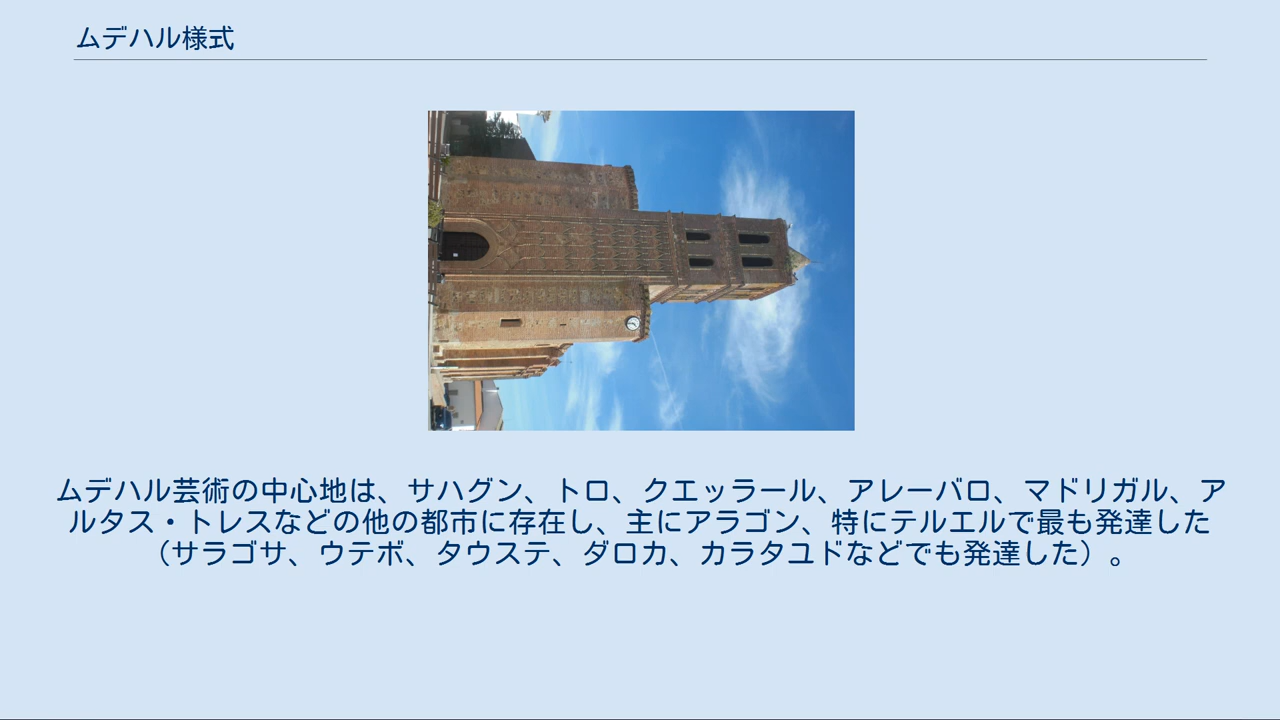 ムデハル様式
ムデハル芸術の中心地は、サハグン、トロ、クエッラール、アレーバロ、マドリガル、ア
ルタス・トレスなどの他の都市に存在し、主にアラゴン、特にテルエルで最も発達した
（サラゴサ、ウテボ、タウステ、ダロカ、カラタユドなどでも発達した）。